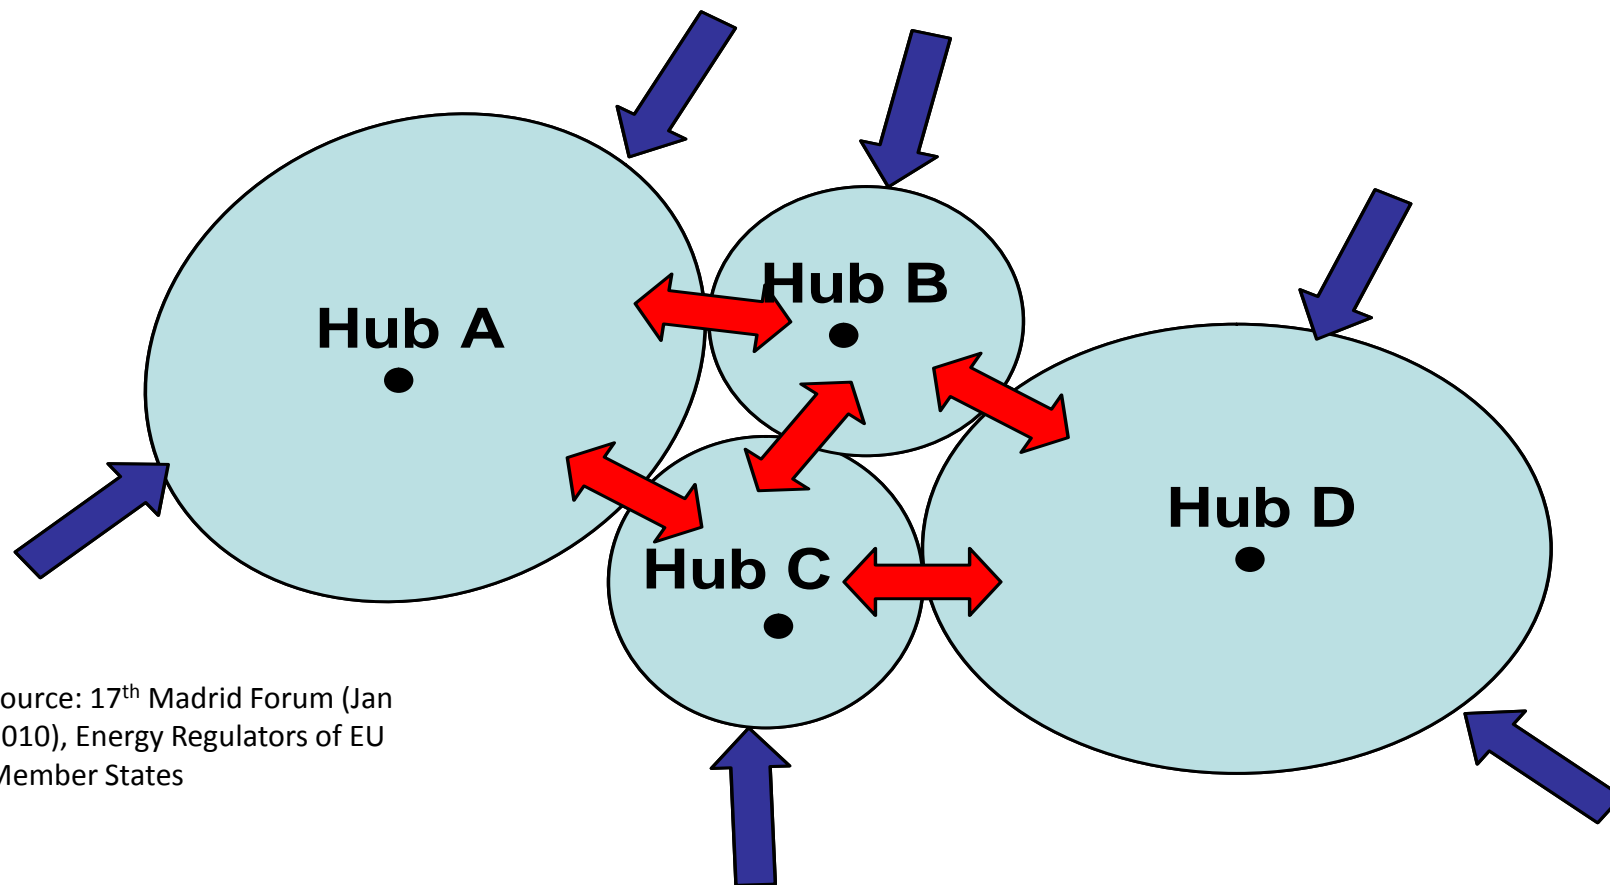 Hub B
Hub A
Hub D
Hub C
ource: 17th Madrid Forum (Jan
010), Energy Regulators of EU
Member States